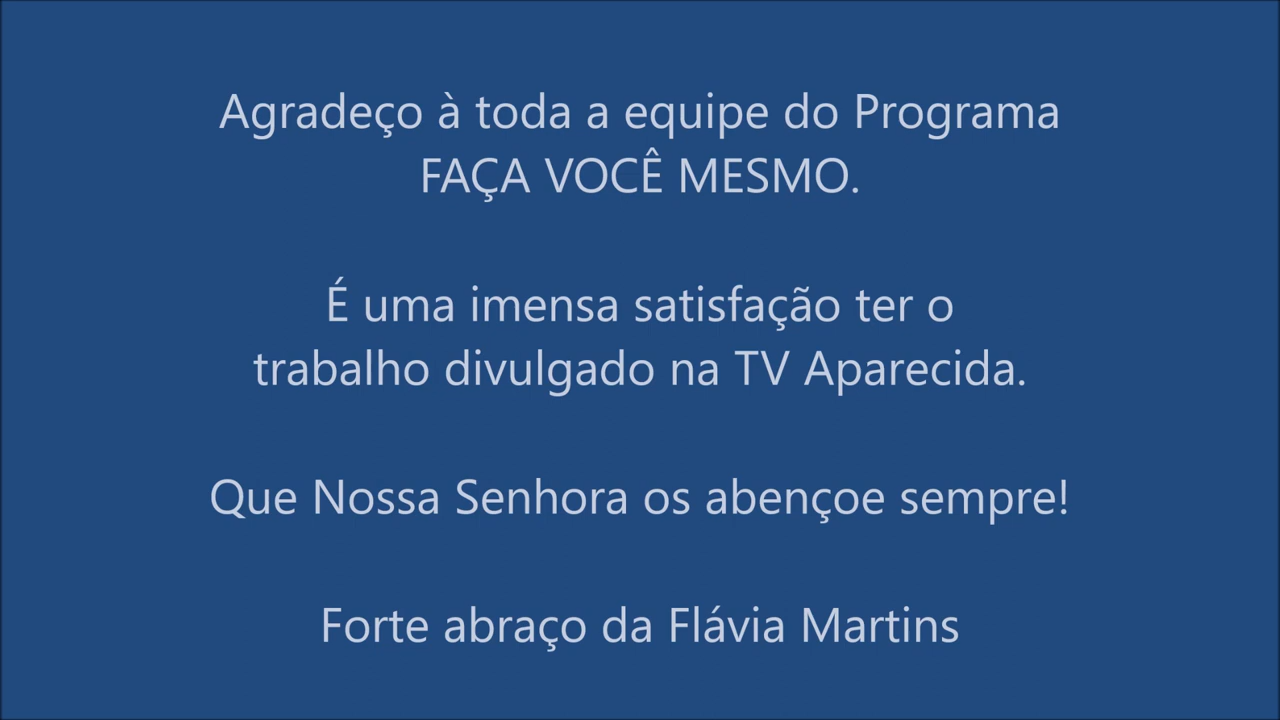 Agradeço à toda a equipe do Programa
FAÇA VOCÊ MESMO.
É uma imensa satisfação ter o
trabalho divulgado na TV Aparecida.
Que Nossa Senhora os abençoe sempre!
Forte abraço da Flávia Martins